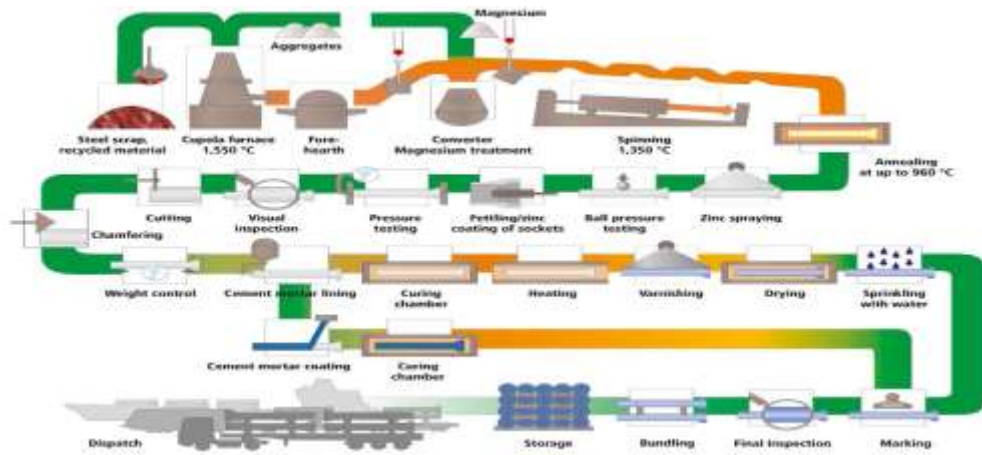 Magnesium
Aggregates
Steel scrap,
recycled material
Cupola furnace
1,550 °C
Fore-
hearth
Converter
Magnesium treatment
Spinning
1,350 °C
Annealing
at up to 960 °C
Cutting
Visual
inspection
Pressure
testing
Fettling/zinc
coating of sockets
Ball pressure
testing
Zinc spraying
Chamfering
Weight control
Cement mortar lining
Curing
chamber
Heating
Varnishing
Drying
Sprinkling
with water
Cement mortar coating
Curing
chamber
Dispatch
Storage
Bundling
Final inspection
Marking